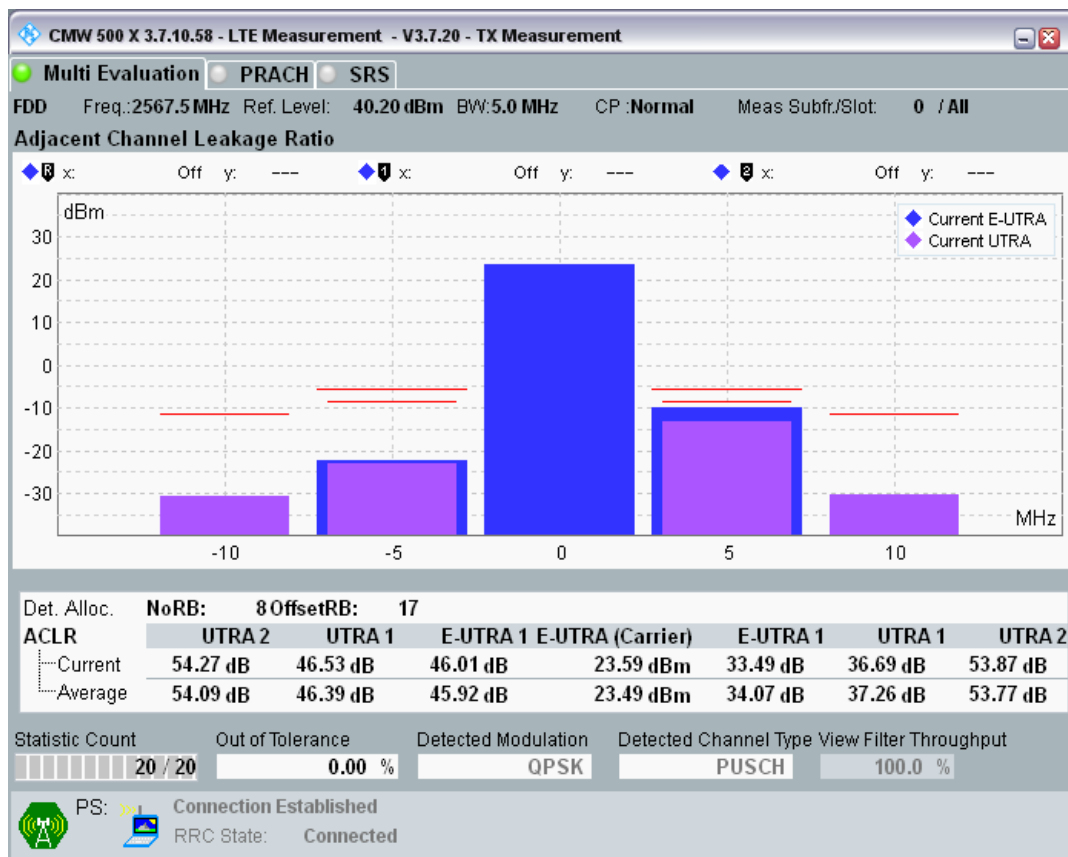 CMW 500 X 3.7.10.58 - LTE Measurement - V3.7.20 - TX Measurement
Multi Evaluation PRACH SRS
FDD Freq.:2567.5 MHz Ref. Level: 40.20 dBm BW:5.0 MHz CP :Normal Meas Subfr./Slot: 0 / All
Adjacent Channel Leakage Ratio
R x: Off y: --- 1 x: Off y: --- 2 x: Off y: ---
dBm
Current E-UTRA
Current UTRA
30
20
10
0
-10
-20
-30
MHz
-10 -5 0 5 10
Det. Alloc. NoRB: 8 OffsetRB: 17
ACLR UTRA 2 UTRA 1 E-UTRA 1 E-UTRA (Carrier) E-UTRA 1 UTRA 1 UTRA 2
Current 54.27 dB 46.53 dB 46.01 dB 23.59 dBm 33.49 dB 36.69 dB 53.87 dB
Average 54.09 dB 46.39 dB 45.92 dB 23.49 dBm 34.07 dB 37.26 dB 53.77 dB
Statistic Count Out of Tolerance Detected Modulation Detected Channel Type View Filter Throughput
20 / 20 0.00 % QPSK PUSCH 100.0 %
PS: Connection Established
RRC State: Connected